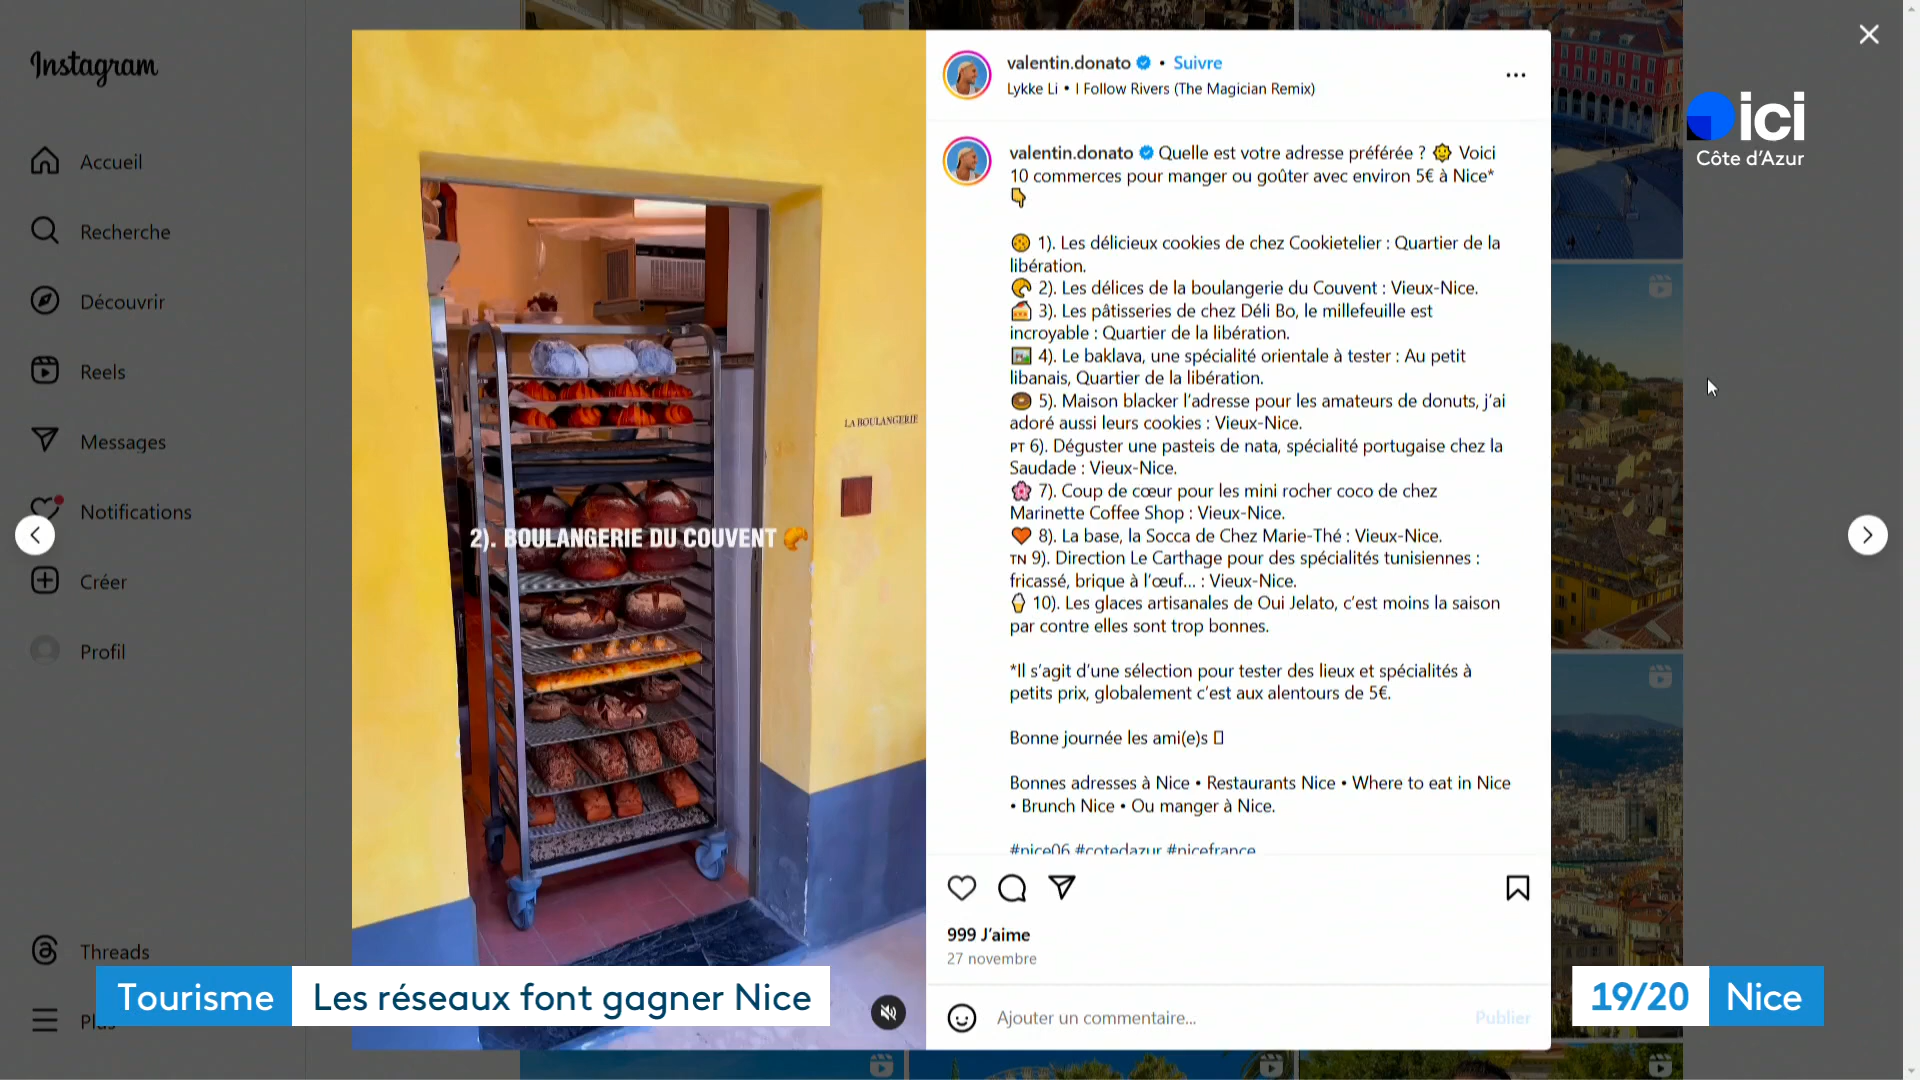 Instagram
Accueil
Recherche
Découvrir
Reels
Messages
Notifications
Créer
Profil
Threads
LA BOULANGERIE
2). BOULANGERIE DU COUVENT 🥐
valentin.donato • Suivre
Lykke Li • I Follow Rivers (The Magician Remix)
valentin.donato Quelle est votre adresse préférée ? 🌞 Voici
10 commerces pour manger ou goûter avec environ 5€ à Nice*
👇
🍪 1). Les délicieux cookies de chez Cookietelier : Quartier de la
libération.
🥐 2). Les délices de la boulangerie du Couvent : Vieux-Nice.
🍰 3). Les pâtisseries de chez Déli Bo, le millefeuille est
incroyable : Quartier de la libération.
🖼️ 4). Le baklava, une spécialité orientale à tester : Au petit
libanais, Quartier de la libération.
🍩 5). Maison blacker l’adresse pour les amateurs de donuts, j’ai
adoré aussi leurs cookies : Vieux-Nice.
PT 6). Déguster une pasteis de nata, spécialité portugaise chez la
Saudade : Vieux-Nice.
🌸 7). Coup de cœur pour les mini rocher coco de chez
Marinette Coffee Shop : Vieux-Nice.
🧡 8). La base, la Socca de Chez Marie-Thé : Vieux-Nice.
TN 9). Direction Le Carthage pour des spécialités tunisiennes :
fricassé, brique à l’œuf... : Vieux-Nice.
🍦 10). Les glaces artisanales de Oui Jelato, c’est moins la saison
par contre elles sont trop bonnes.
*Il s’agit d’une sélection pour tester des lieux et spécialités à
petits prix, globalement c’est aux alentours de 5€.
Bonne journée les ami(e)s
Bonnes adresses à Nice • Restaurants Nice • Where to eat in Nice
• Brunch Nice • Ou manger à Nice.
#nice06 #cotedazur #nicefrance
999 J’aime
27 novembre
Ajouter un commentaire...
Publier
ici
Côte d’Azur
Tourisme Les réseaux font gagner Nice
19/20 Nice